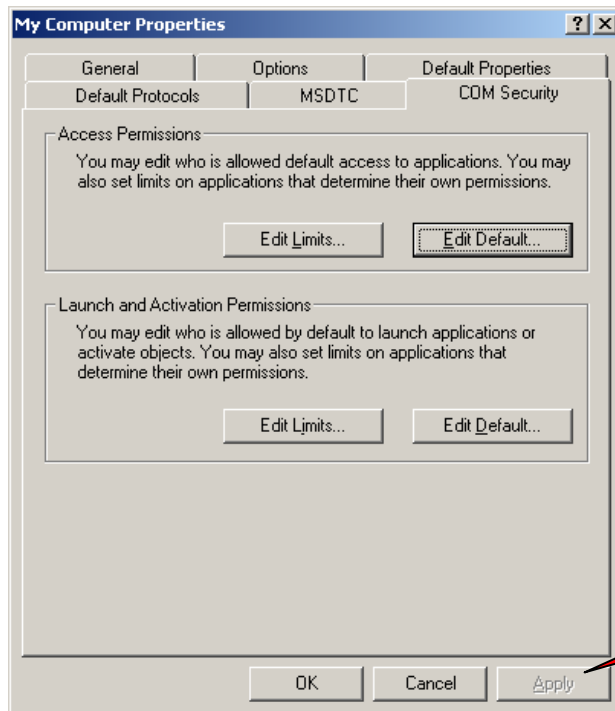 My Computer Properties
General Options Default Properties
Default Protocols MSDTC COM Security
Access Permissions
You may edit who is allowed default access to applications. You may
also set limits on applications that determine their own permissions.
Edit Limits... Edit Default...
Launch and Activation Permissions
You may edit who is allowed by default to launch applications or
activate objects. You may also set limits on applications that
determine their own permissions.
Edit Limits... Edit Default...
OK Cancel Apply